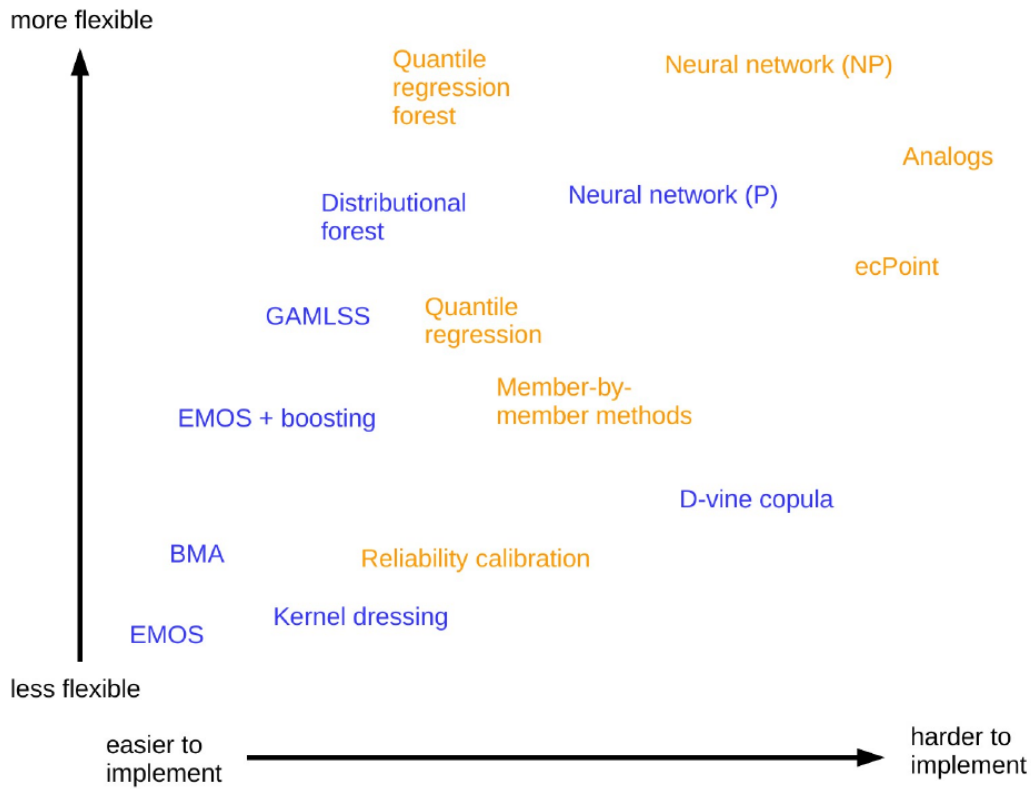 more flexible
Quantile
regression
forest
Neural network (NP)
Analogs
Distributional
forest
Neural network (P)
ecPoint
GAMLSS
Quantile
regression
Member-by-
member methods
EMOS + boosting
D-vine copula
BMA
Reliability calibration
Kernel dressing
EMOS
less flexible
easier to
implement
harder to
implement